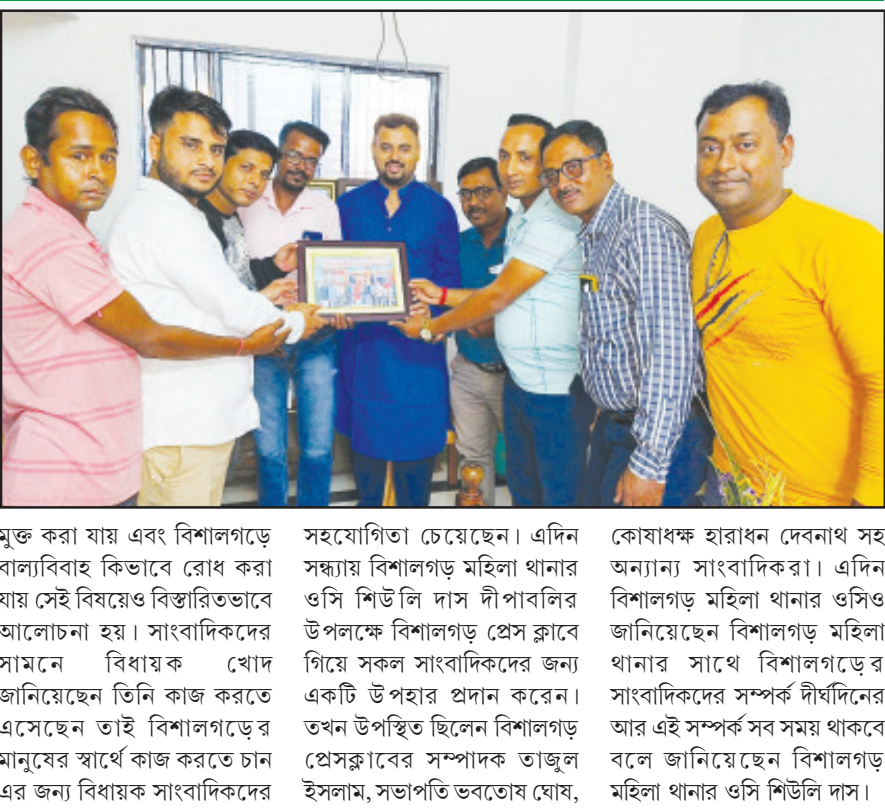 মুক্ত করা যায় এবং বিশালগড়ে
বাল্যবিবাহ কিভাবে রোধ করা
যায় সেই বিষয়েও বিস্তারিতভাবে
আলোচনা হয়। সাংবাদিকদের
সামনে বিধায়ক খোদ
জানিয়েছেন তিনি কাজ করতে
এসেছেন তাই বিশালগড়ের
মানুষের স্বার্থে কাজ করতে চান
এর জন্য বিধায়ক সাংবাদিকদের
সহযোগিতা চেয়েছেন। এদিন
সন্ধ্যায় বিশালগড় মহিলা থানার
ওসি শিউলি দাস দীপাবলির
উপলক্ষে বিশালগড় প্রেস ক্লাবে
গিয়ে সকল সাংবাদিকদের জন্য
একটি উপহার প্রদান করেন।
তখন উপস্থিত ছিলেন বিশালগড়
প্রেসক্লাবের সম্পাদক তাজুল
ইসলাম, সভাপতি ভবতোষ ঘোষ,
কোষাধক্ষ হারাধন দেবনাথ সহ
অন্যান্য সাংবাদিকরা। এদিন
বিশালগড় মহিলা থানার ওসিও
জানিয়েছেন বিশালগড় মহিলা
থানার সাথে বিশালগড়ের
সাংবাদিকদের সম্পর্ক দীর্ঘদিনের
আর এই সম্পর্ক সব সময় থাকবে
বলে জানিয়েছেন বিশালগড়
মহিলা থানার ওসি শিউলি দাস।